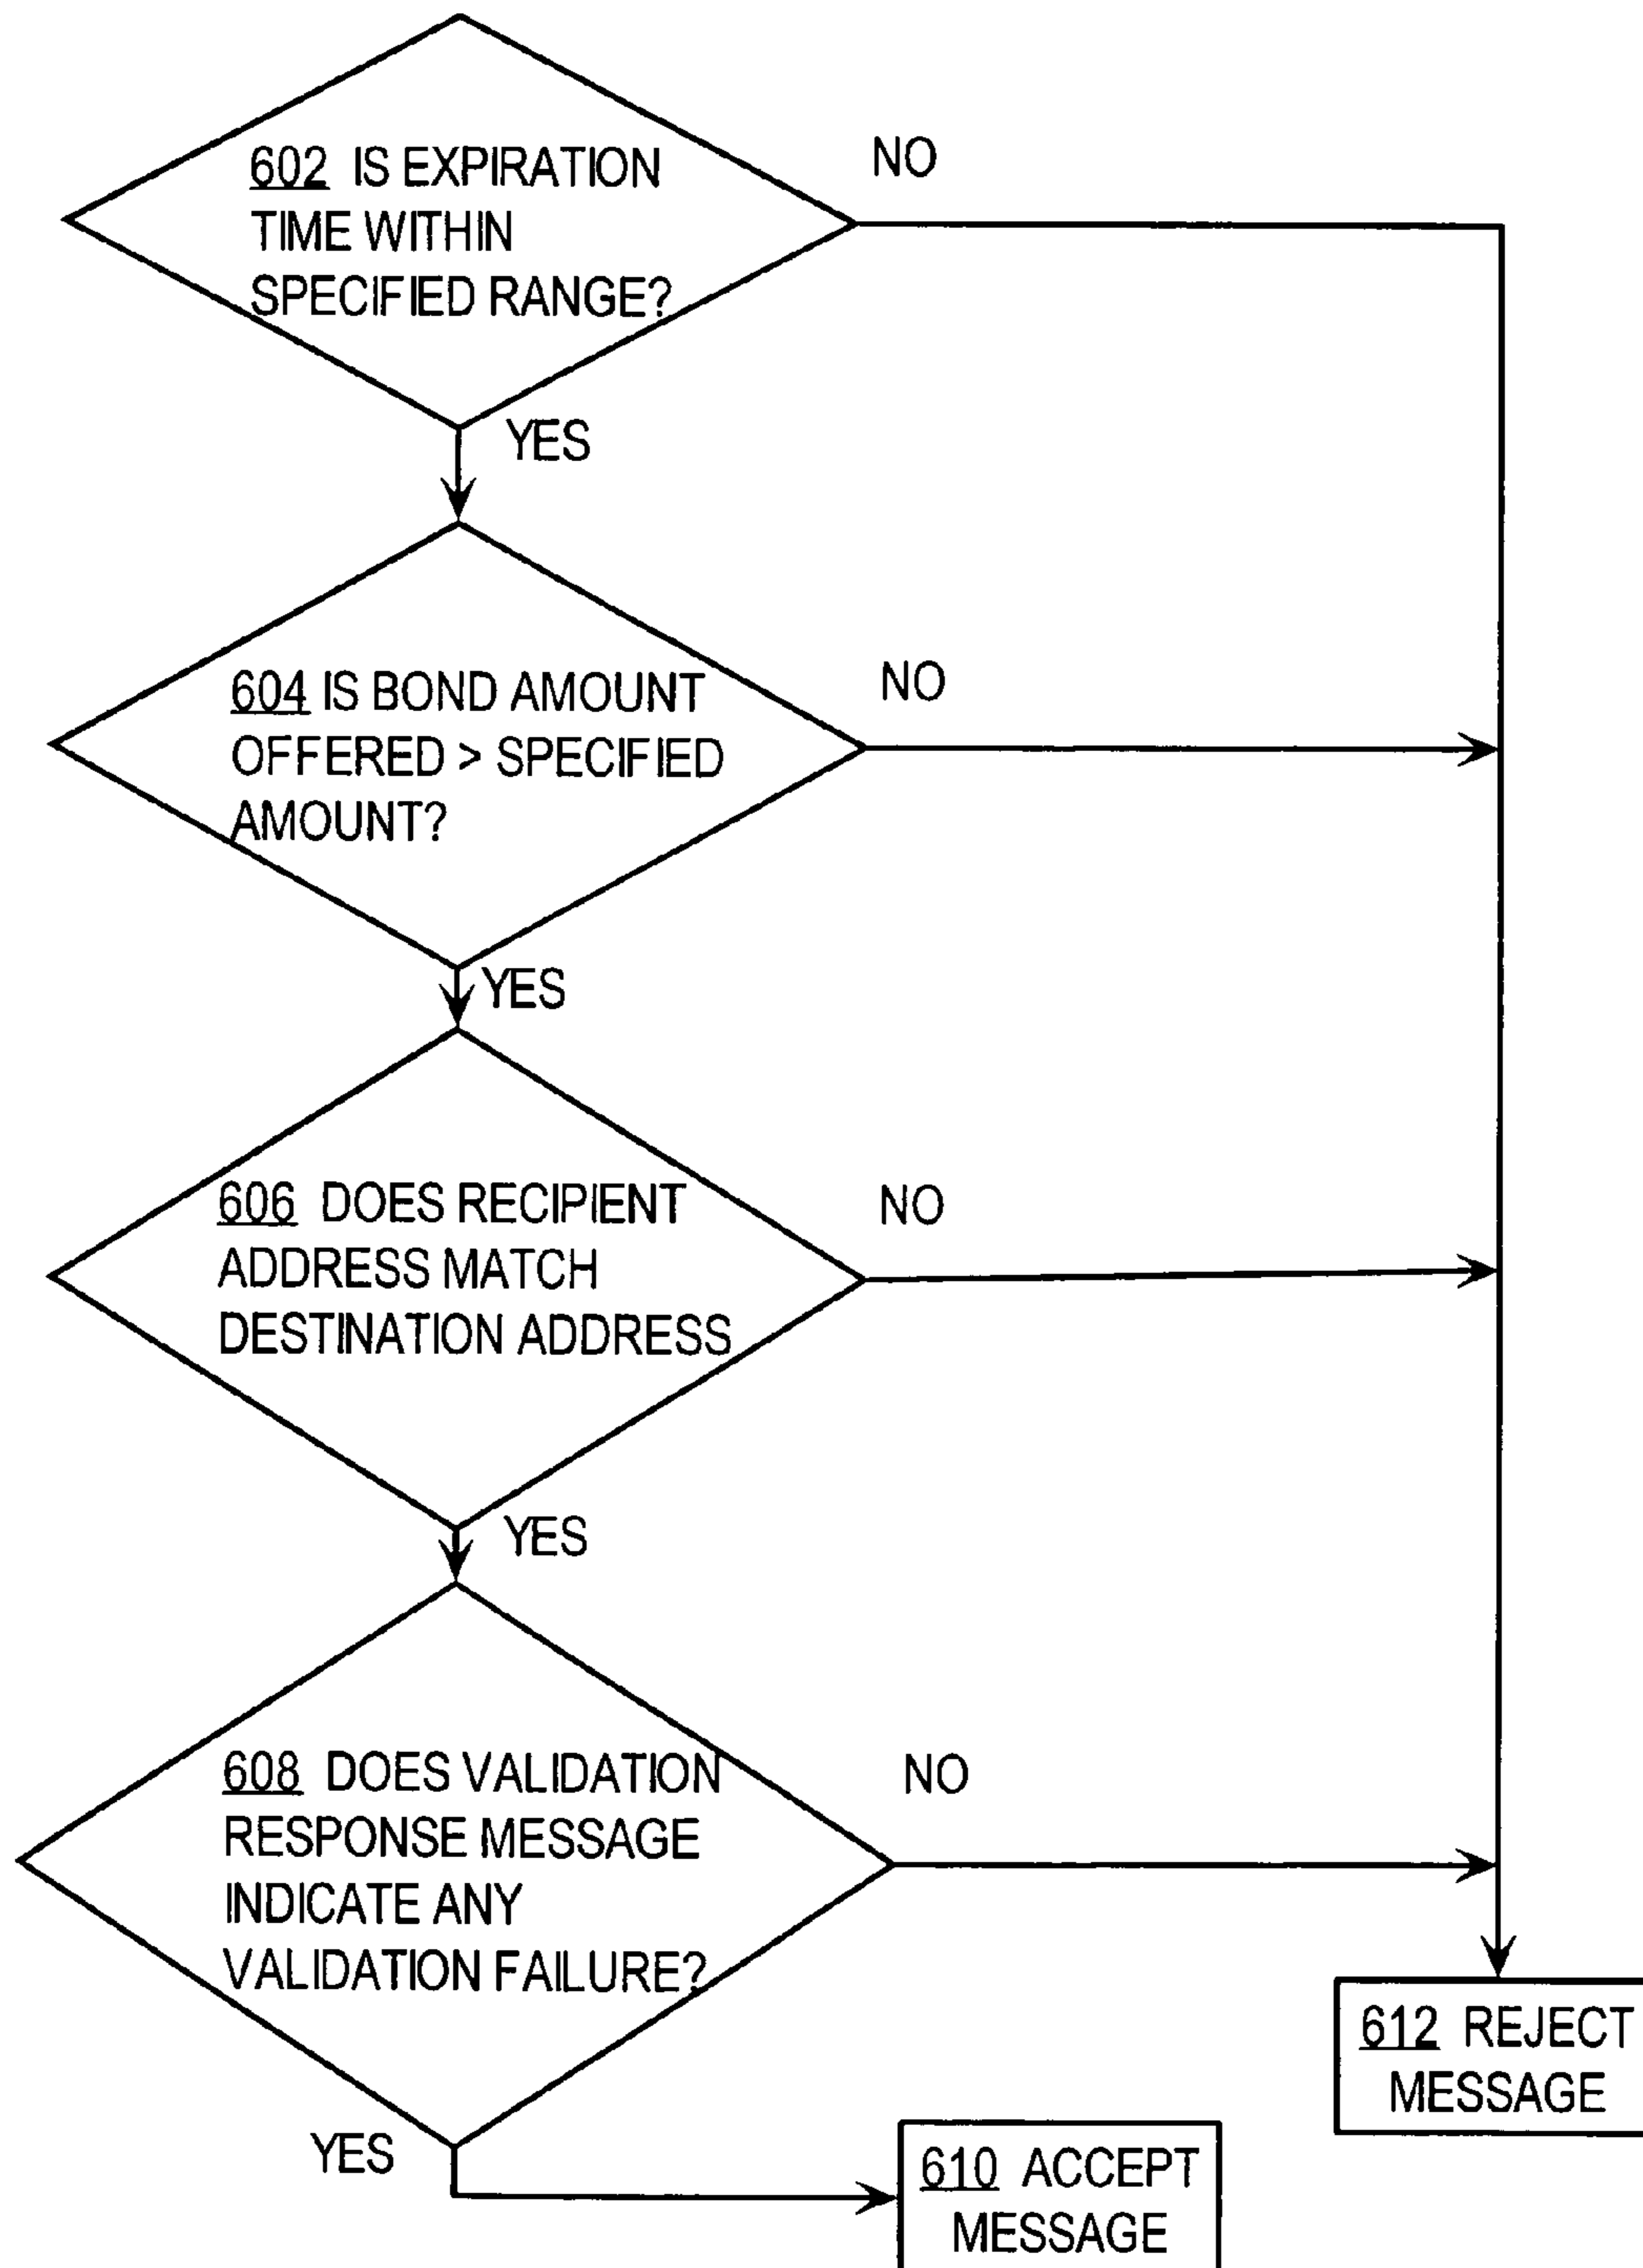 602 IS EXPIRATION
TIME WITHIN
SPECIFIED RANGE?
NO
YES
604 IS BOND AMOUNT
OFFERED > SPECIFIED
AMOUNT?
NO
YES
606 DOES RECIPIENT
ADDRESS MATCH
DESTINATION ADDRESS
NO
YES
608 DOES VALIDATION
RESPONSE MESSAGE
INDICATE ANY
VALIDATION FAILURE?
NO
YES
612 REJECT
MESSAGE
610 ACCEPT
MESSAGE